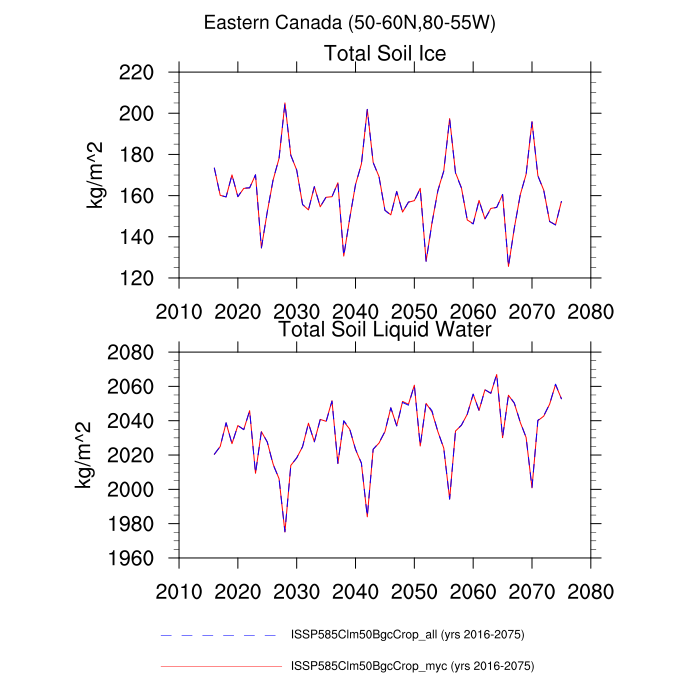 Eastern Canada (50-60N,80-55W)
Total Soil Ice
220
200
180
160
140
120
kg/m^2
2010 2020 2030 2040 2050 2060 2070 2080
Total Soil Liquid Water
2080
2060
2040
2020
2000
1980
1960
kg/m^2
2010 2020 2030 2040 2050 2060 2070 2080
ISSP585Clm50BgcCrop_all (yrs 2016-2075)
ISSP585Clm50BgcCrop_myc (yrs 2016-2075)